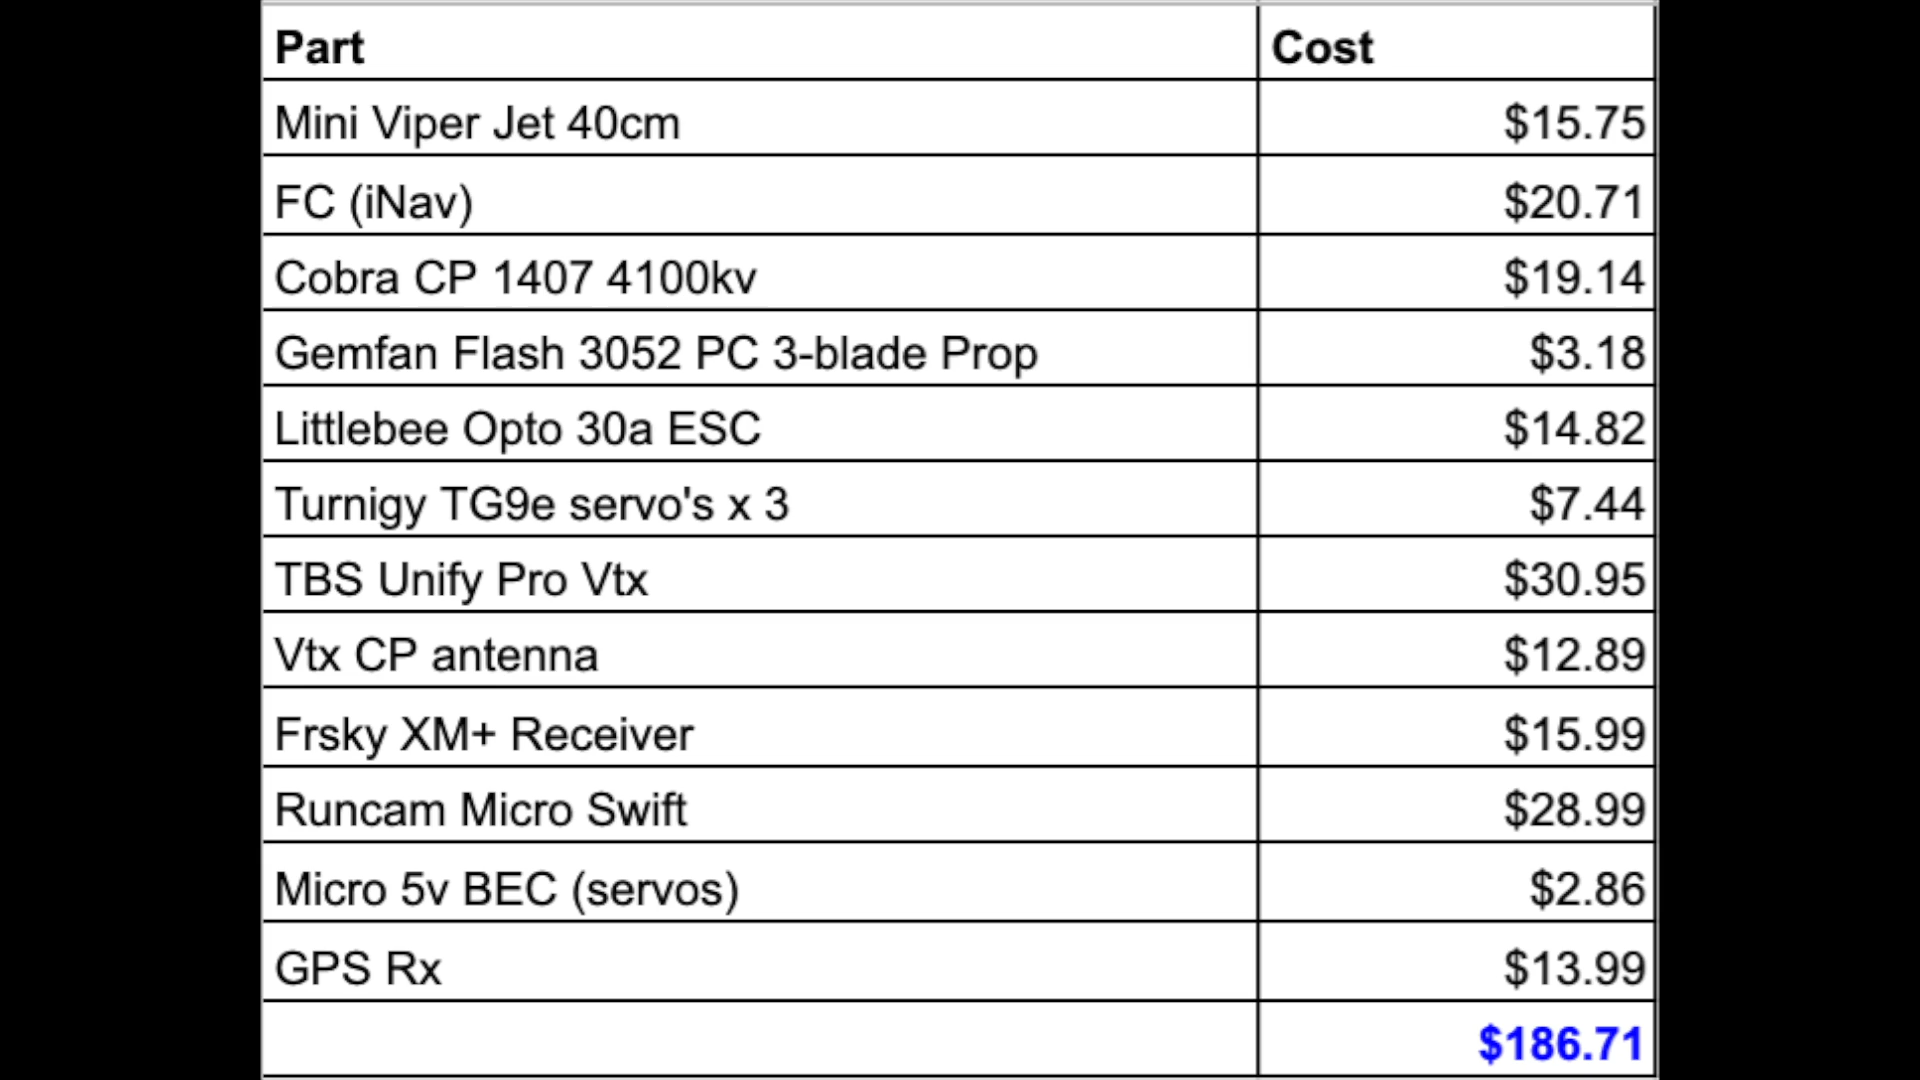 Part Cost
Mini Viper Jet 40cm $15.75
FC (iNav) $20.71
Cobra CP 1407 4100kv $19.14
Gemfan Flash 3052 PC 3-blade Prop $3.18
Littlebee Opto 30a ESC $14.82
Turnigy TG9e servo's x 3 $7.44
TBS Unify Pro Vtx $30.95
Vtx CP antenna $12.89
Frsky XM+ Receiver $15.99
Runcam Micro Swift $28.99
Micro 5v BEC (servos) $2.86
GPS Rx $13.99
$186.71